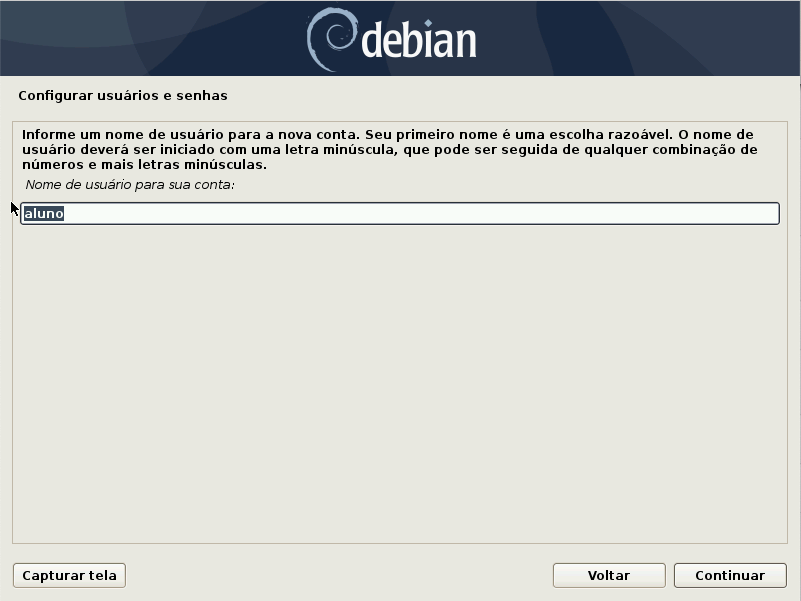 debian
Configurar usuários e senhas
Informe um nome de usuário para a nova conta. Seu primeiro nome é uma escolha razoável. O nome de
usuário deverá ser iniciado com uma letra minúscula, que pode ser seguida de qualquer combinação de
números e mais letras minúsculas.
Nome de usuário para sua conta:
aluno
Capturar tela
Voltar
Continuar